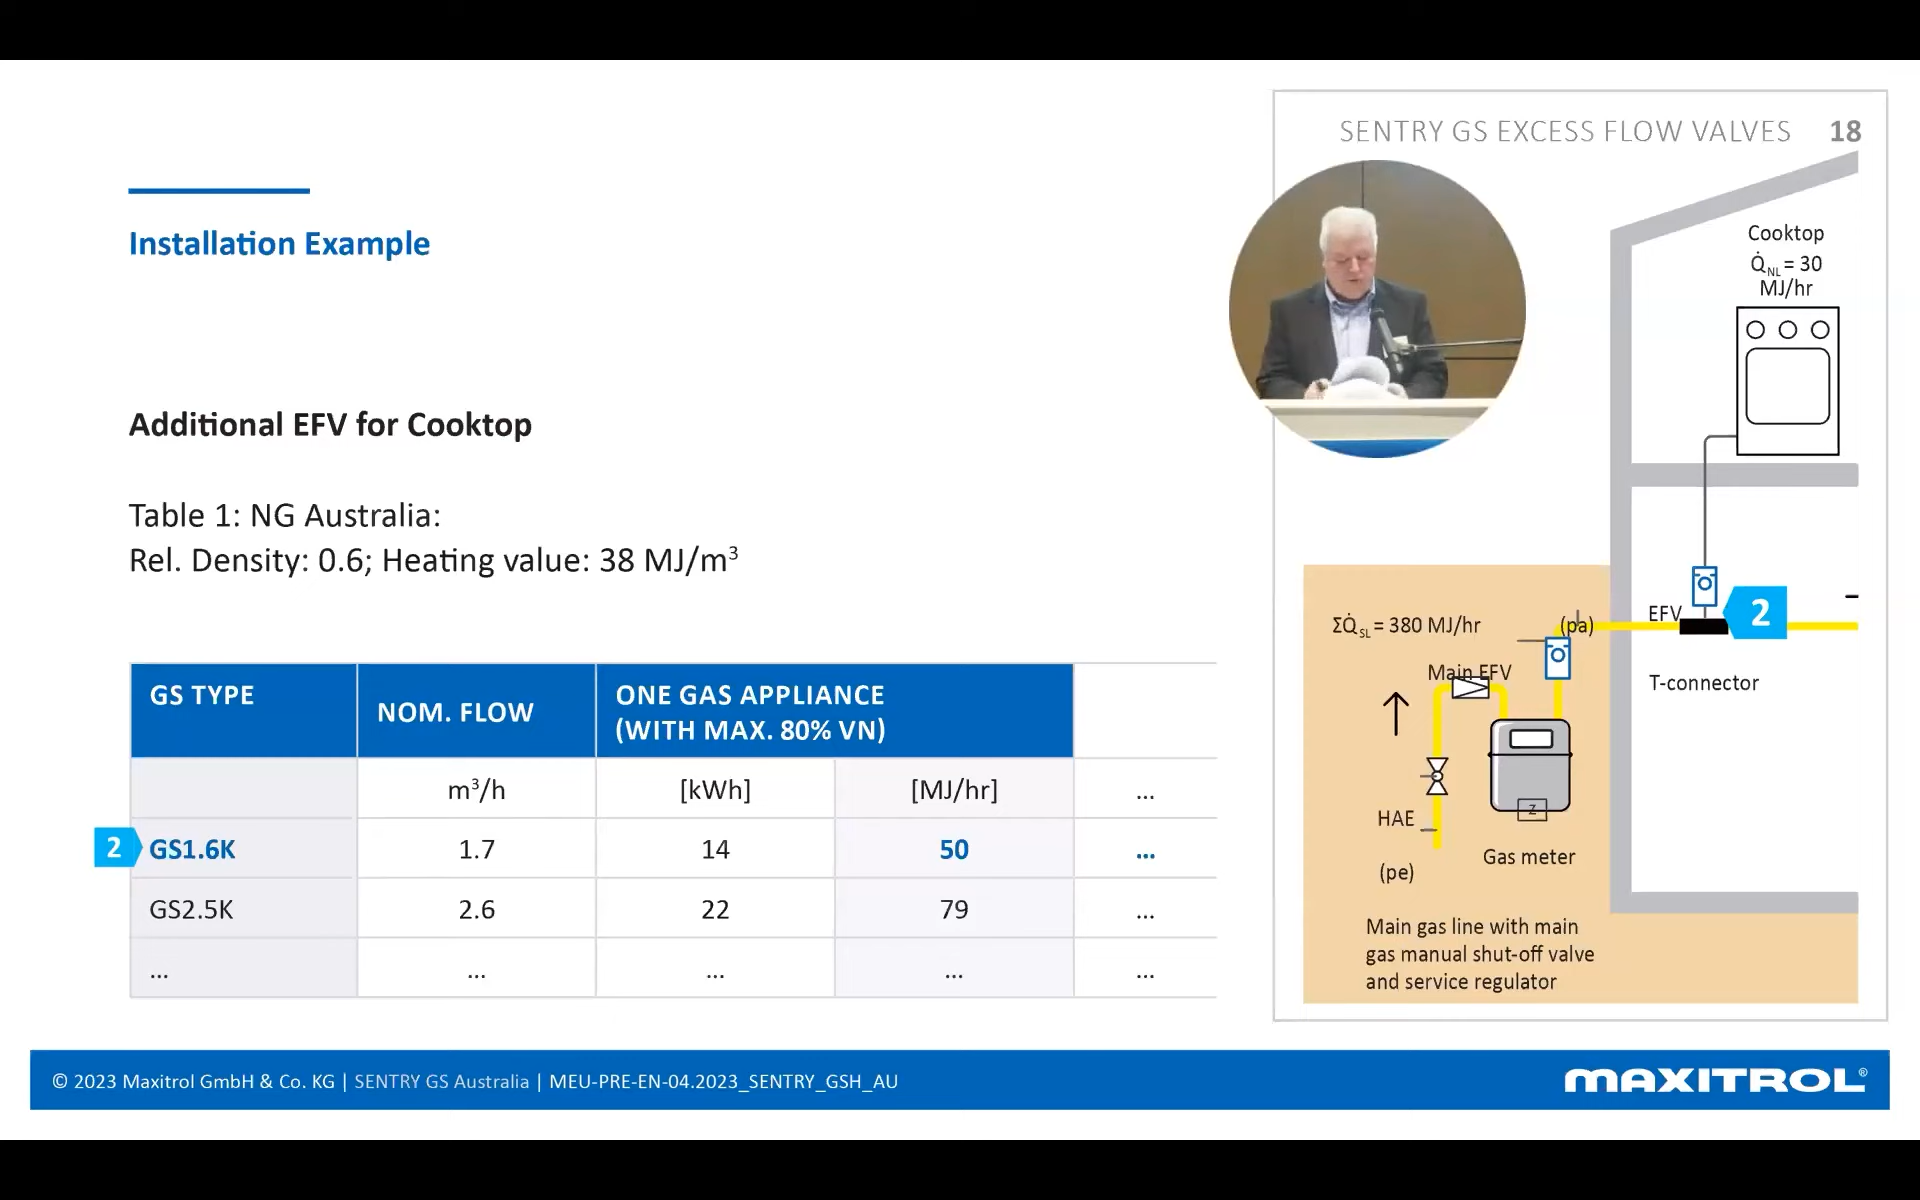 SENTRY GS EXCESS FLOW VALVES 18
Installation Example
Additional EFV for Cooktop
Table 1: NG Australia:
Rel. Density: 0.6; Heating value: 38 MJ/m³
GS TYPE NOM. FLOW ONE GAS APPLIANCE
(WITH MAX. 80% VN)
m³/h [kWh] [MJ/hr] ...
2 GS1.6K 1.7 14 50 ...
GS2.5K 2.6 22 79 ...
... ... ... ... ...
Cooktop
Q̇NL = 30
MJ/hr
EFV 2
ΣQ̇SL = 380 MJ/hr (pa)
Main EFV
T-connector
Z
HAE
Gas meter
(pe)
Main gas line with main
gas manual shut-off valve
and service regulator
© 2023 Maxitrol GmbH & Co. KG | SENTRY GS Australia | MEU-PRE-EN-04.2023_SENTRY_GSH_AU
MAXITROL®